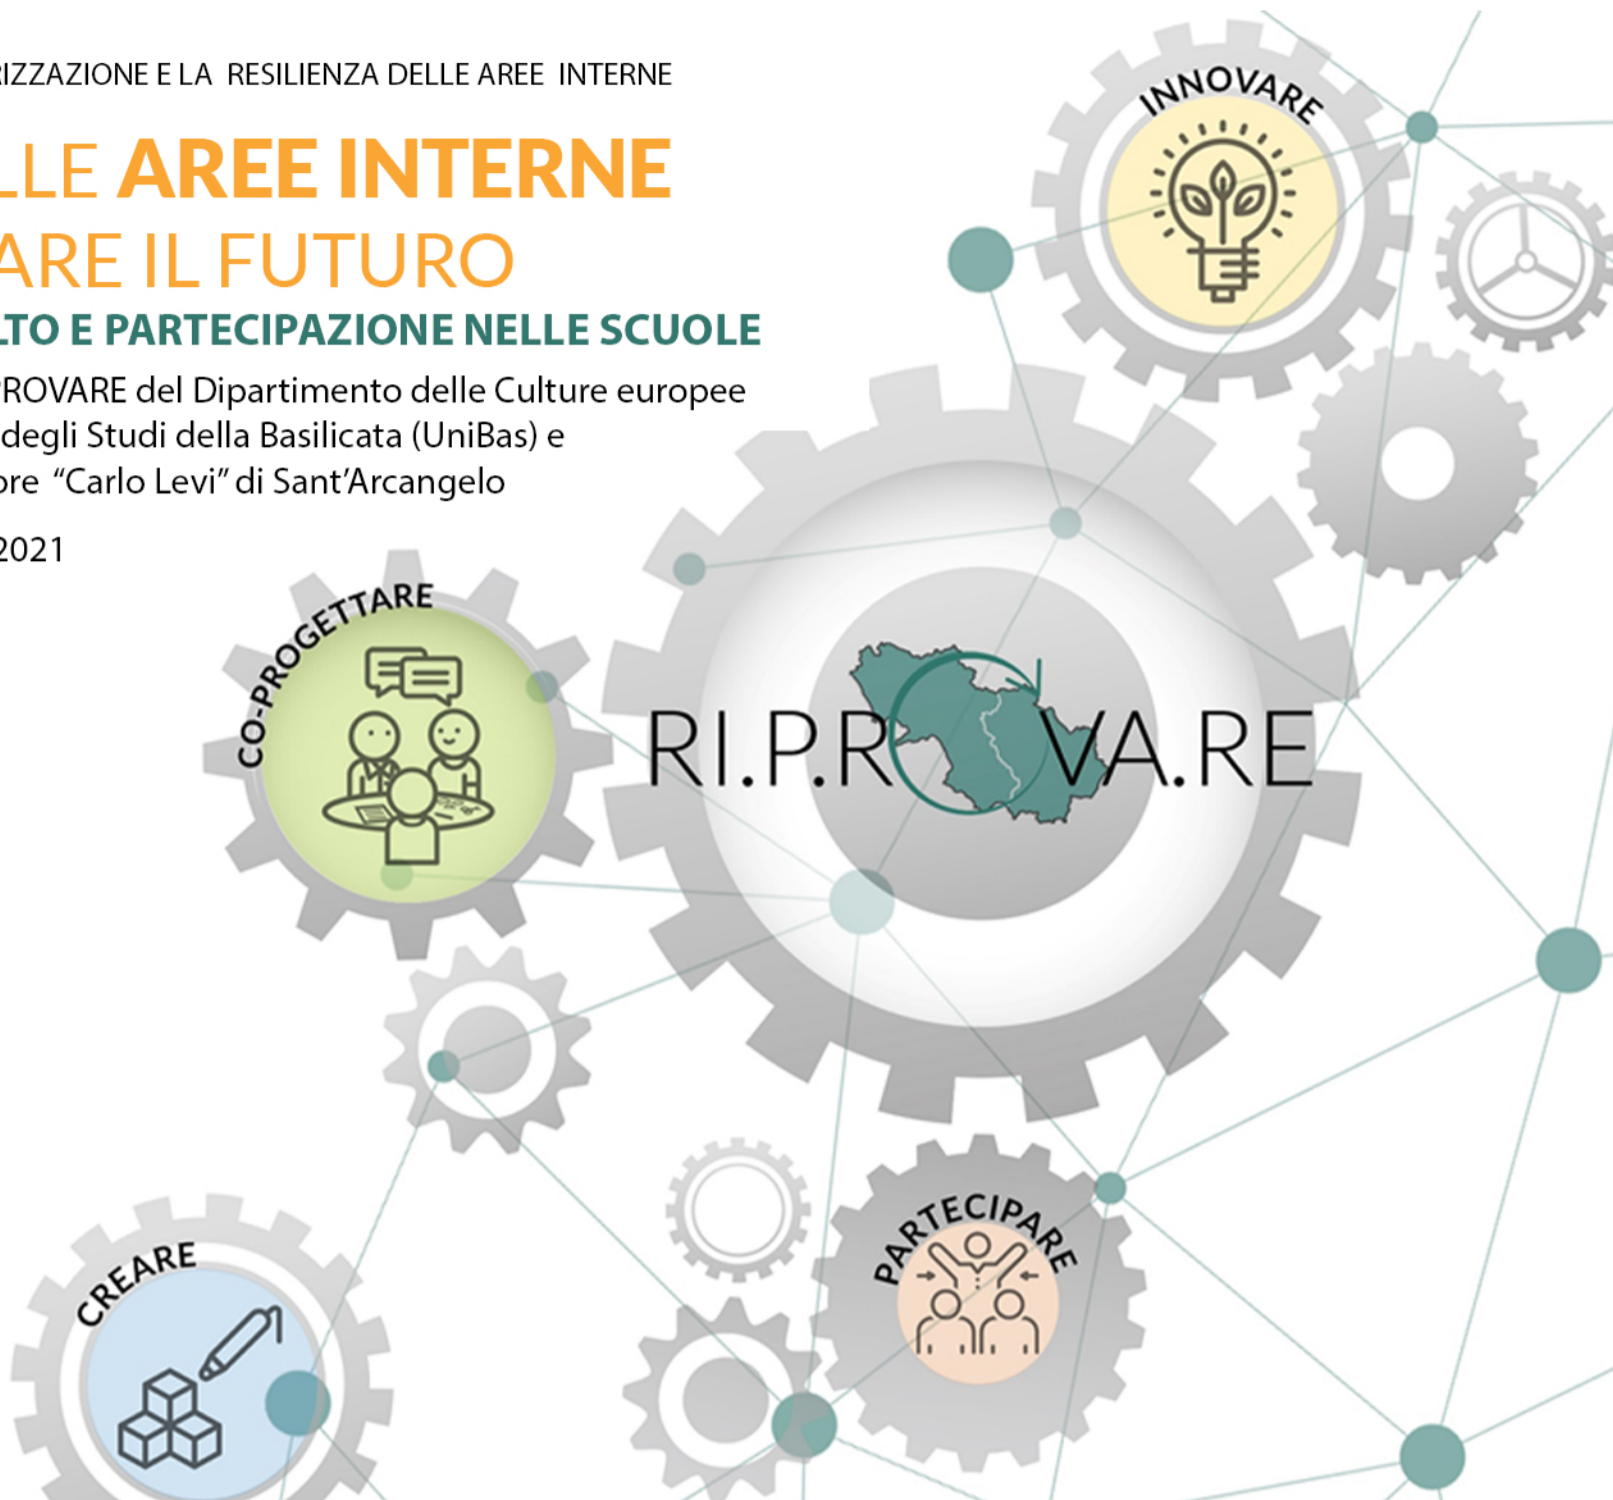 RIZZAZIONE E LA RESILIENZA DELLE AREE INTERNE
LLE AREE INTERNE
ARE IL FUTURO
LTO E PARTECIPAZIONE NELLE SCUOLE
PROVARE del Dipartimento delle Culture europee
degli Studi della Basilicata (UniBas) e
ore “Carlo Levi” di Sant’Arcangelo
2021
INNOVARE
CO-PROGETTARE
RI.P.ROVA.RE
PARTECIPARE
CREARE